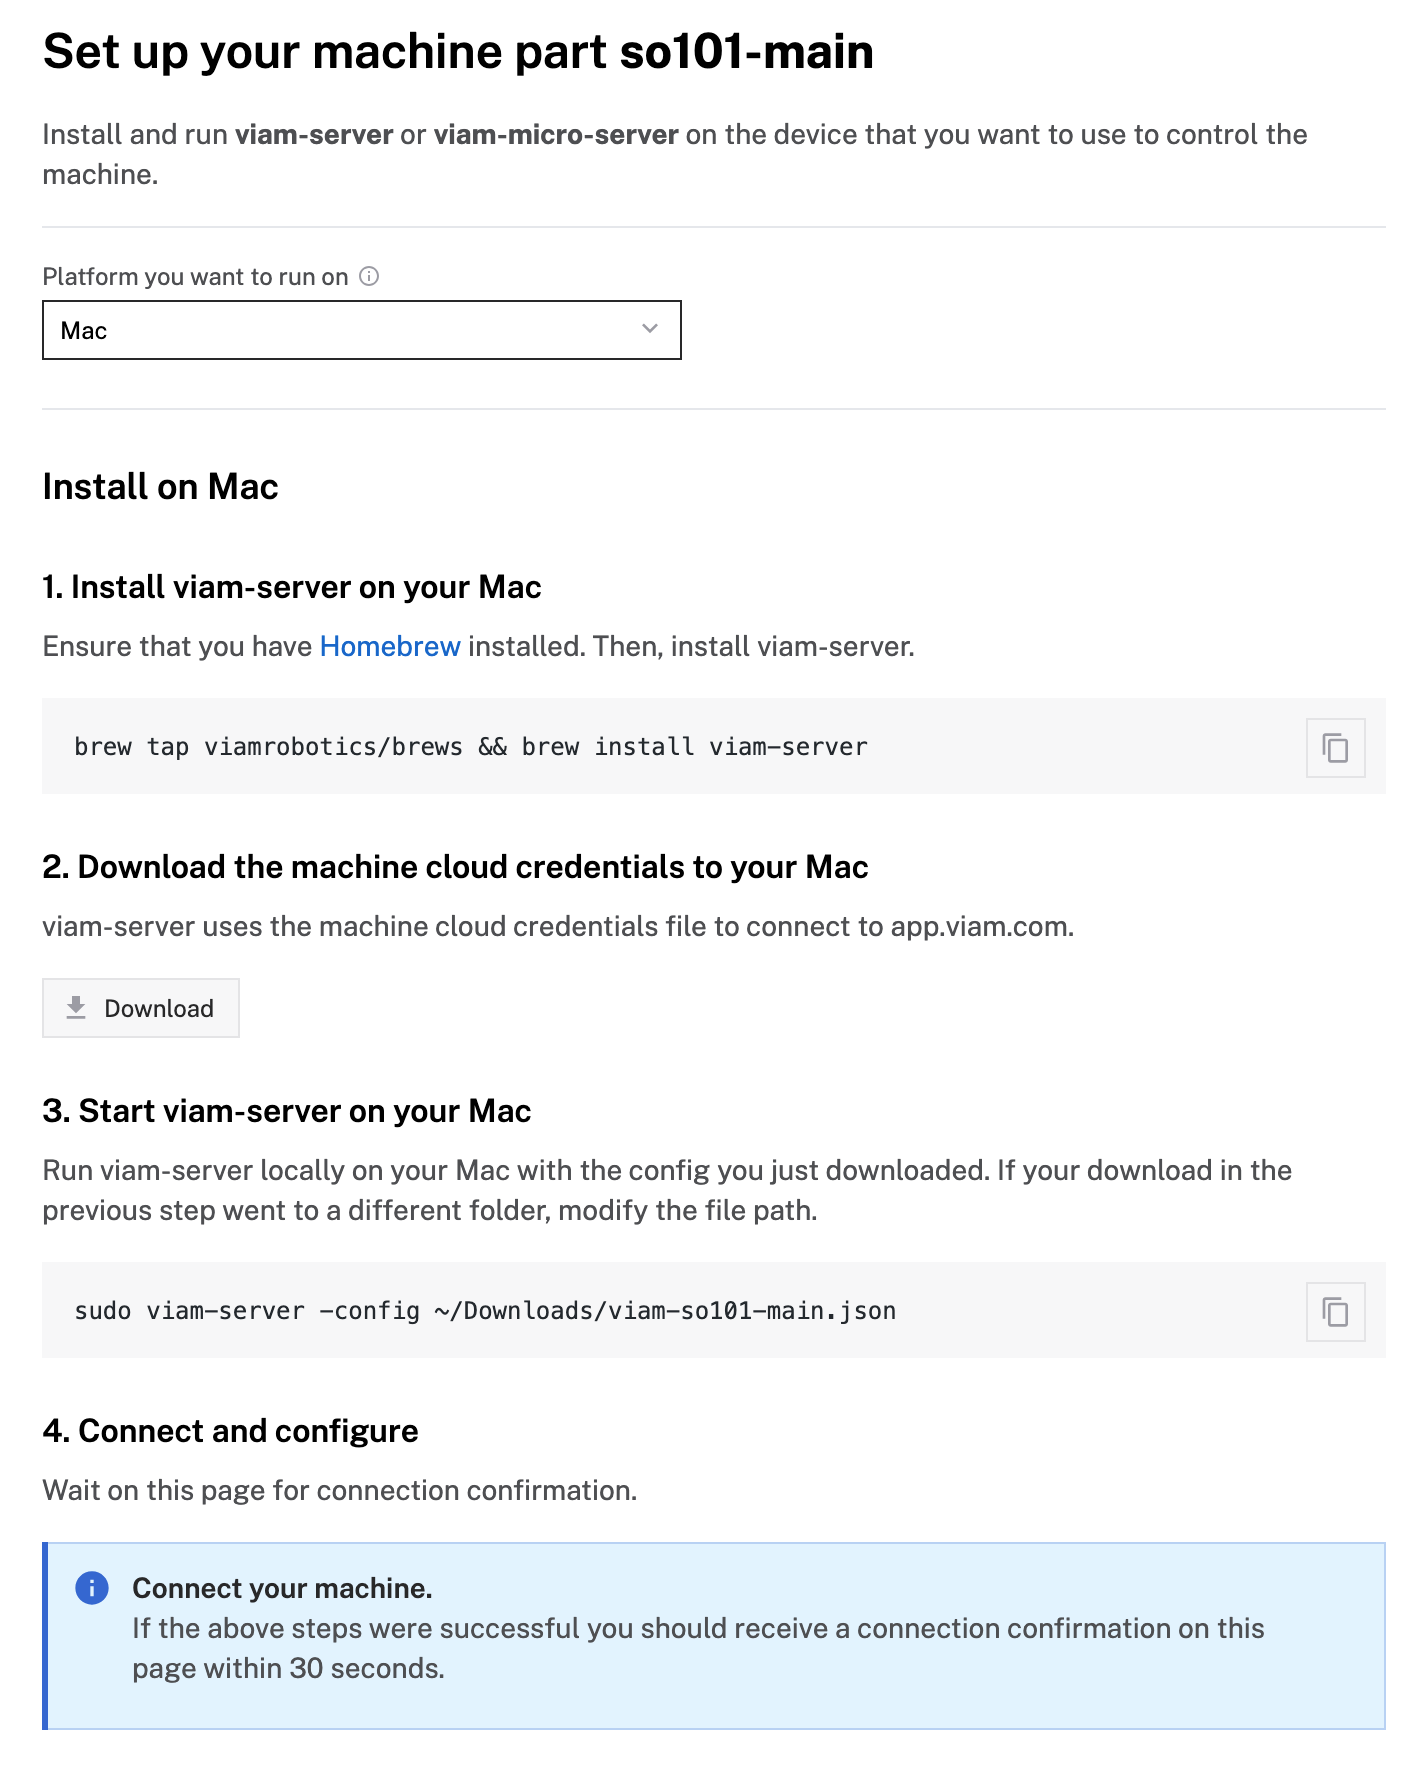 Set up your machine part so101-main
Install and run viam-server or viam-micro-server on the device that you want to use to control the
machine.
Platform you want to run on
Mac
Install on Mac
1. Install viam-server on your Mac
Ensure that you have Homebrew installed. Then, install viam-server.
brew tap viamrobotics/brews && brew install viam-server
2. Download the machine cloud credentials to your Mac
viam-server uses the machine cloud credentials file to connect to app.viam.com.
Download
3. Start viam-server on your Mac
Run viam-server locally on your Mac with the config you just downloaded. If your download in the
previous step went to a different folder, modify the file path.
sudo viam-server -config ~/Downloads/viam-so101-main.json
4. Connect and configure
Wait on this page for connection confirmation.
Connect your machine.
If the above steps were successful you should receive a connection confirmation on this
page within 30 seconds.